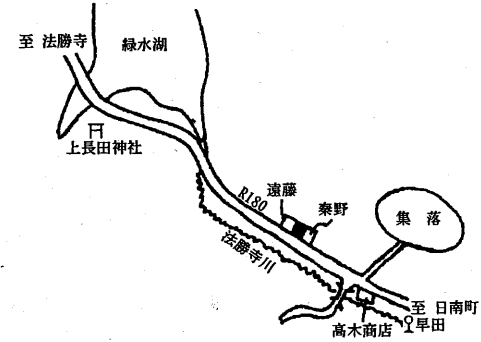 至 法勝寺
緑水湖
上長田神社
R180
遠藤
秦野
集落
法勝寺川
至 日南町
早田
高木商店